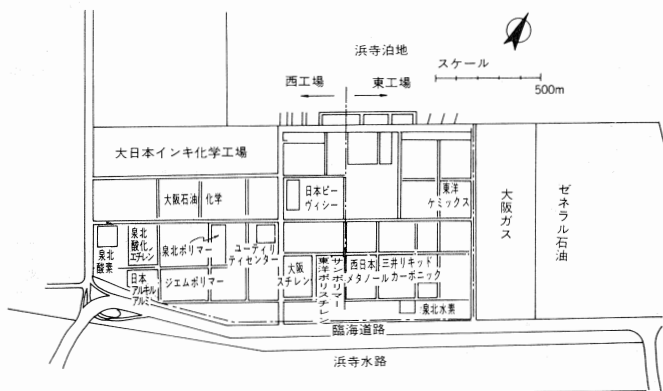 浜寺泊地
スケール
500m
西工場
東工場
大日本インキ化学工場
大阪石油
化学
日本ビー
ヴィシー
東洋
ケミックス
大阪ガス
ゼネラル石油
泉北
酸素
泉北
酸化
エチレン
泉北ポリマー
ユーティリ
ティセンター
日本
アルキル
アルミ
ジェムポリマー
大阪
スチレン
東洋ポリスチレン
サンポリマー
西日本
メタノール
三井リキッド
カーボニック
泉北水素
臨海道路
浜寺水路